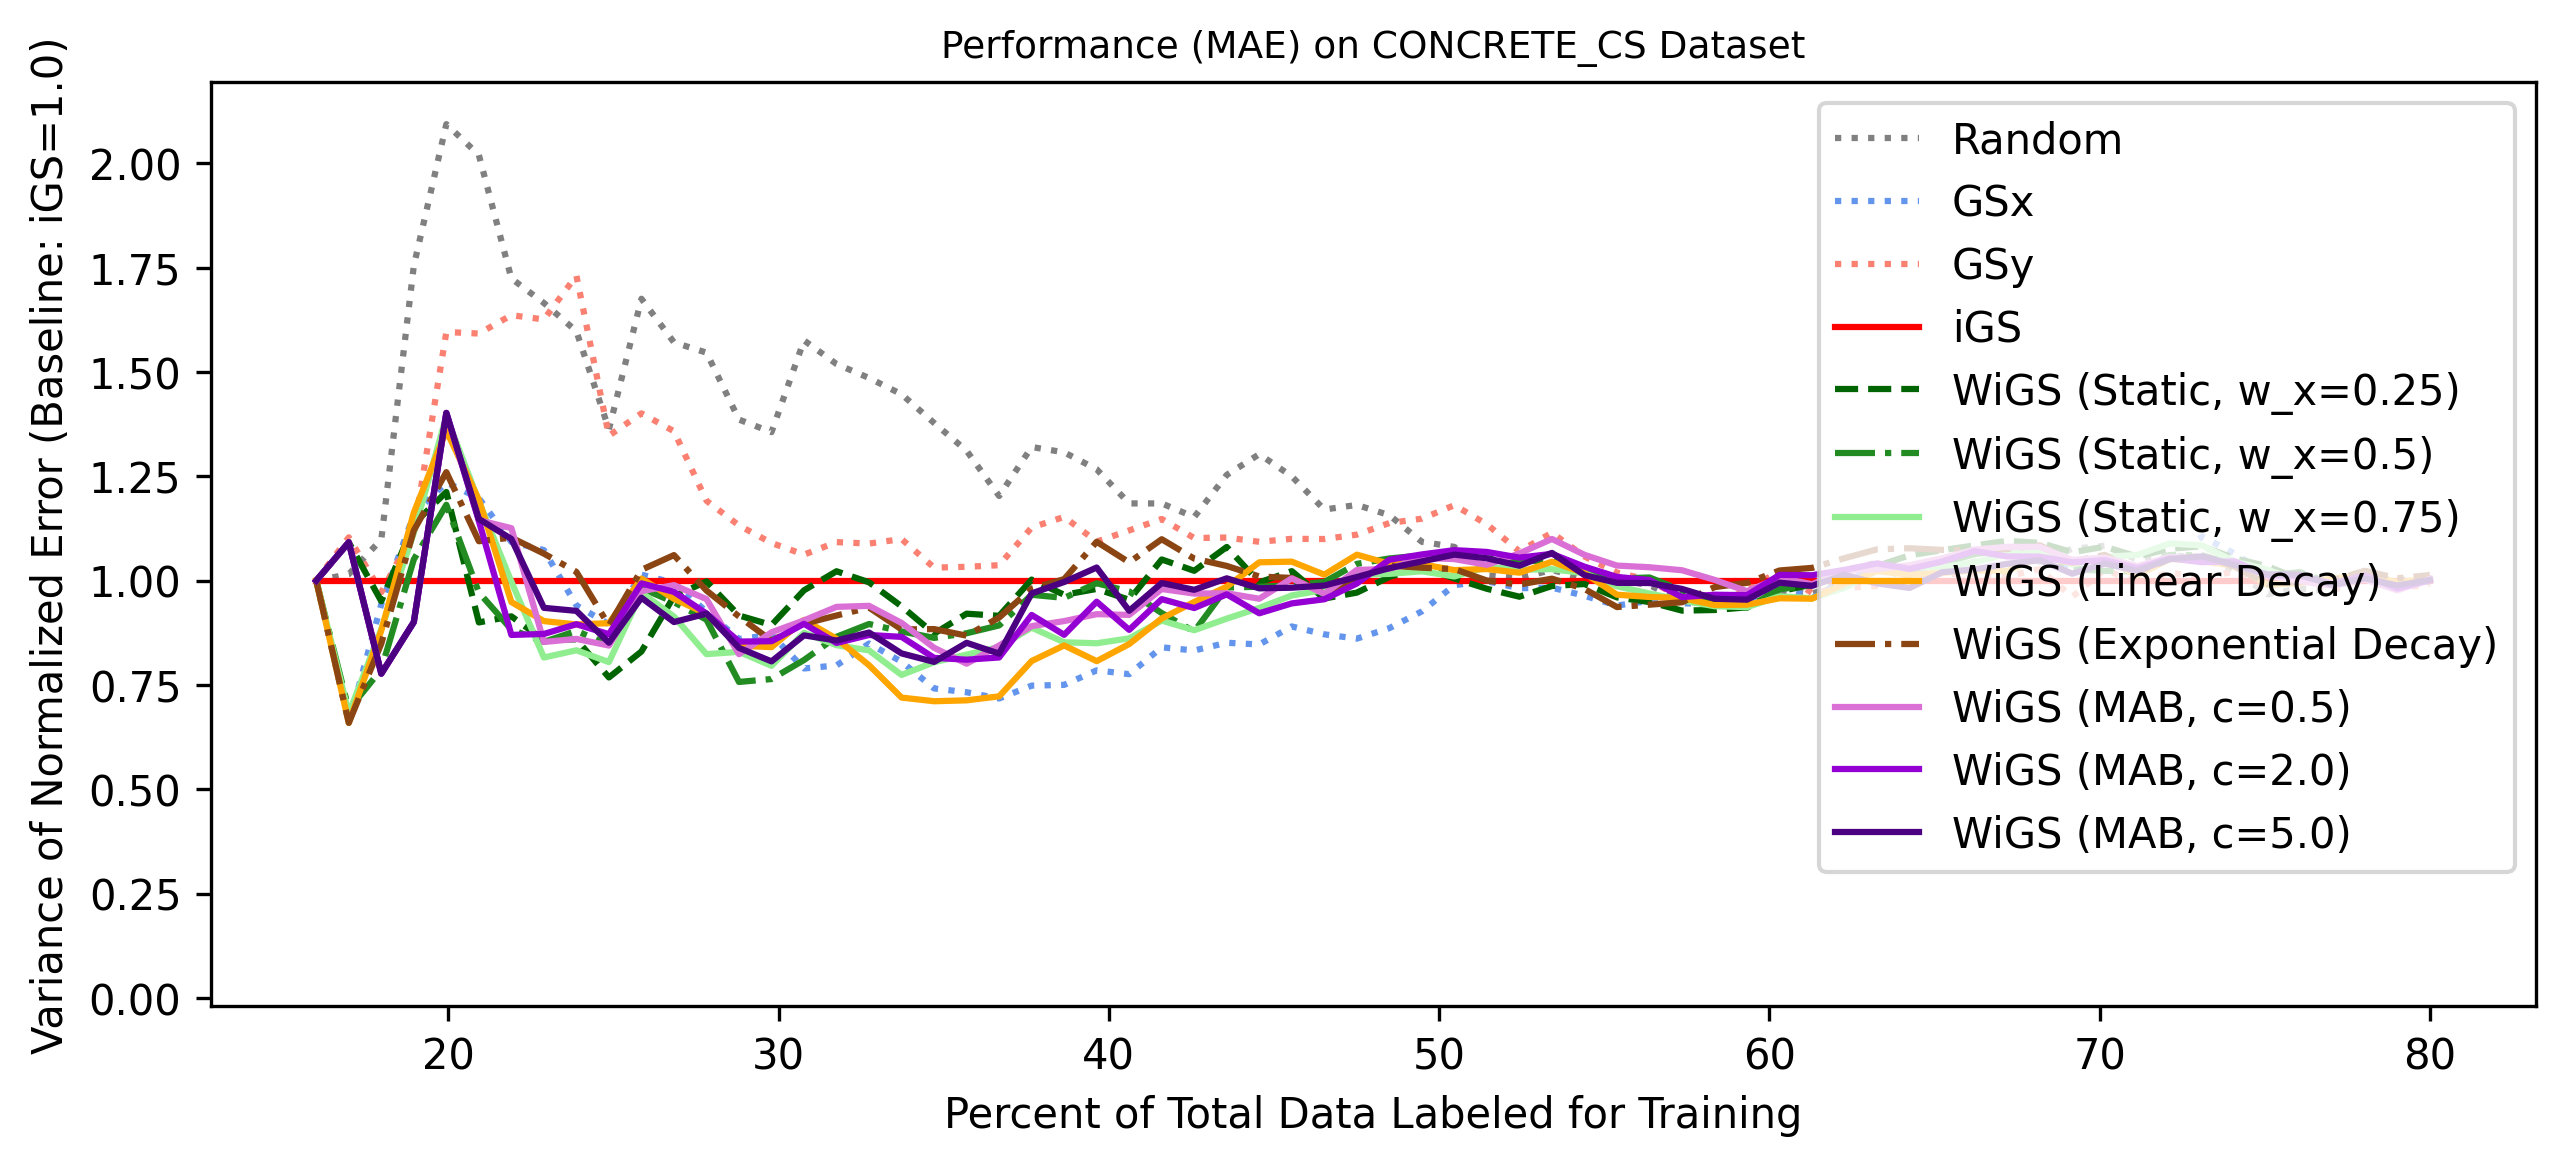 Performance (MAE) on CONCRETE_CS Dataset
Variance of Normalized Error (Baseline: iGS=1.0)
2.00
1.75
1.50
1.25
1.00
0.75
0.50
0.25
0.00
Random
GSx
GSy
iGS
WiGS (Static, w_x=0.25)
WiGS (Static, w_x=0.5)
WiGS (Static, w_x=0.75)
WiGS (Linear Decay)
WiGS (Exponential Decay)
WiGS (MAB, c=0.5)
WiGS (MAB, c=2.0)
WiGS (MAB, c=5.0)
20 30 40 50 60 70 80
Percent of Total Data Labeled for Training